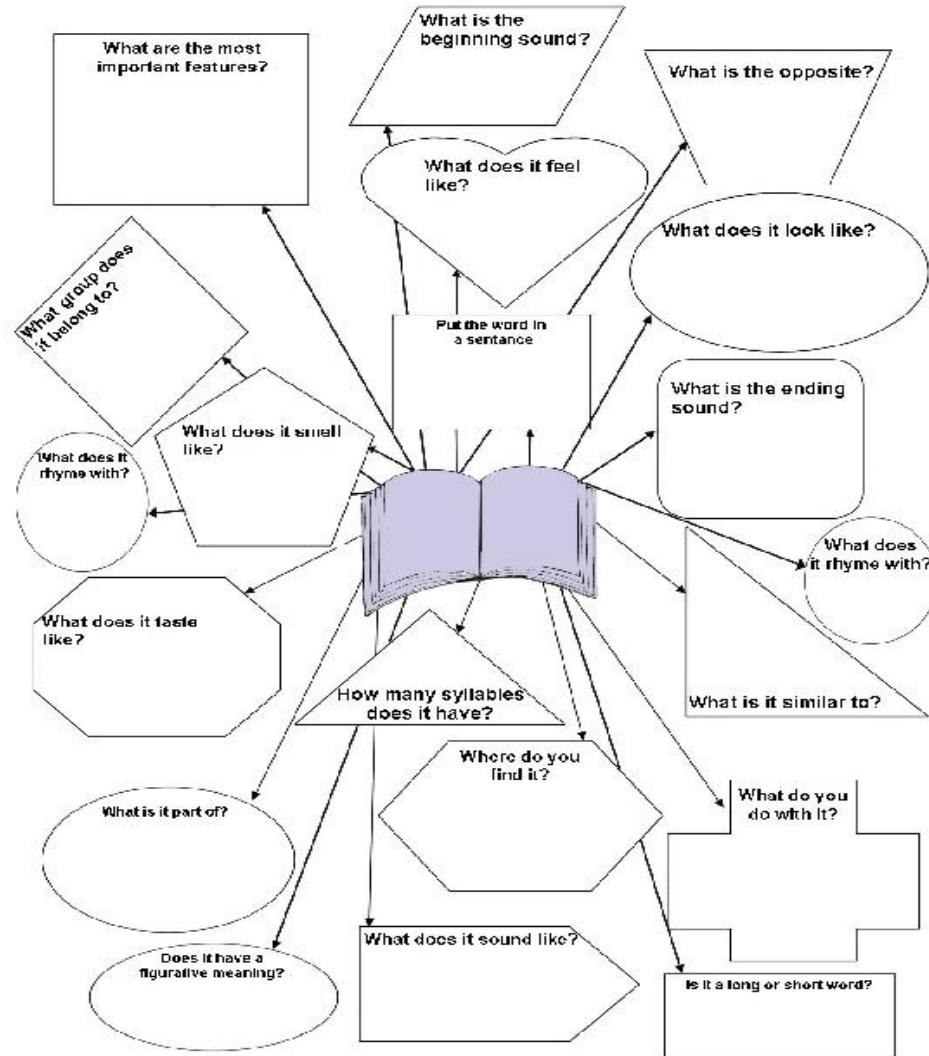 What are the most
important features?
What is the
beginning sound?
What is the opposite?
What does it feel
like?
What does it look like?
What group does
it belong to?
Put the word in
a sentence
What is the ending
sound?
What does it smell
like?
What does it
rhyme with?
What does
it rhyme with?
What does it taste
like?
How many syllables
does it have?
What is it similar to?
Where do you
find it?
What is it part of?
What do you
do with it?
What does it sound like?
Does it have a
figurative meaning?
Is it a long or short word?